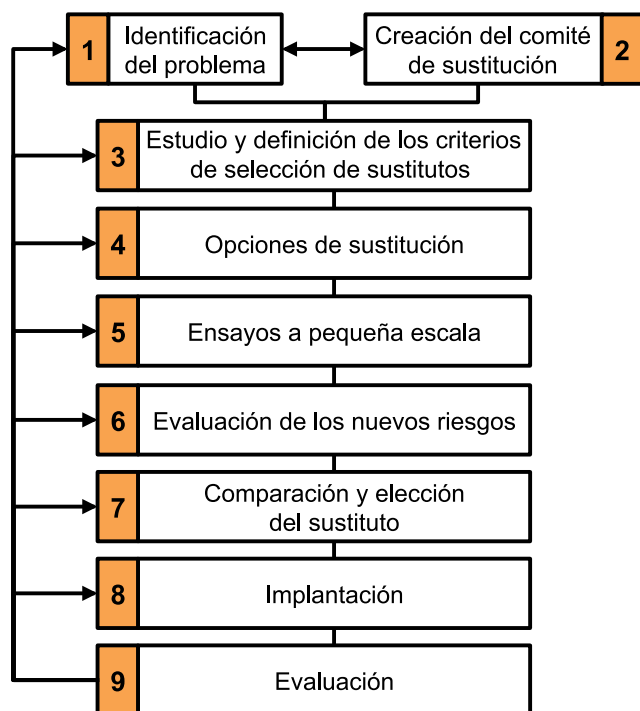 1
Identificación
del problema
Creación del comité
de sustitución
2
3
Estudio y definición de los criterios
de selección de sustitutos
4
Opciones de sustitución
5
Ensayos a pequeña escala
6
Evaluación de los nuevos riesgos
7
Comparación y elección
del sustituto
8
Implantación
9
Evaluación